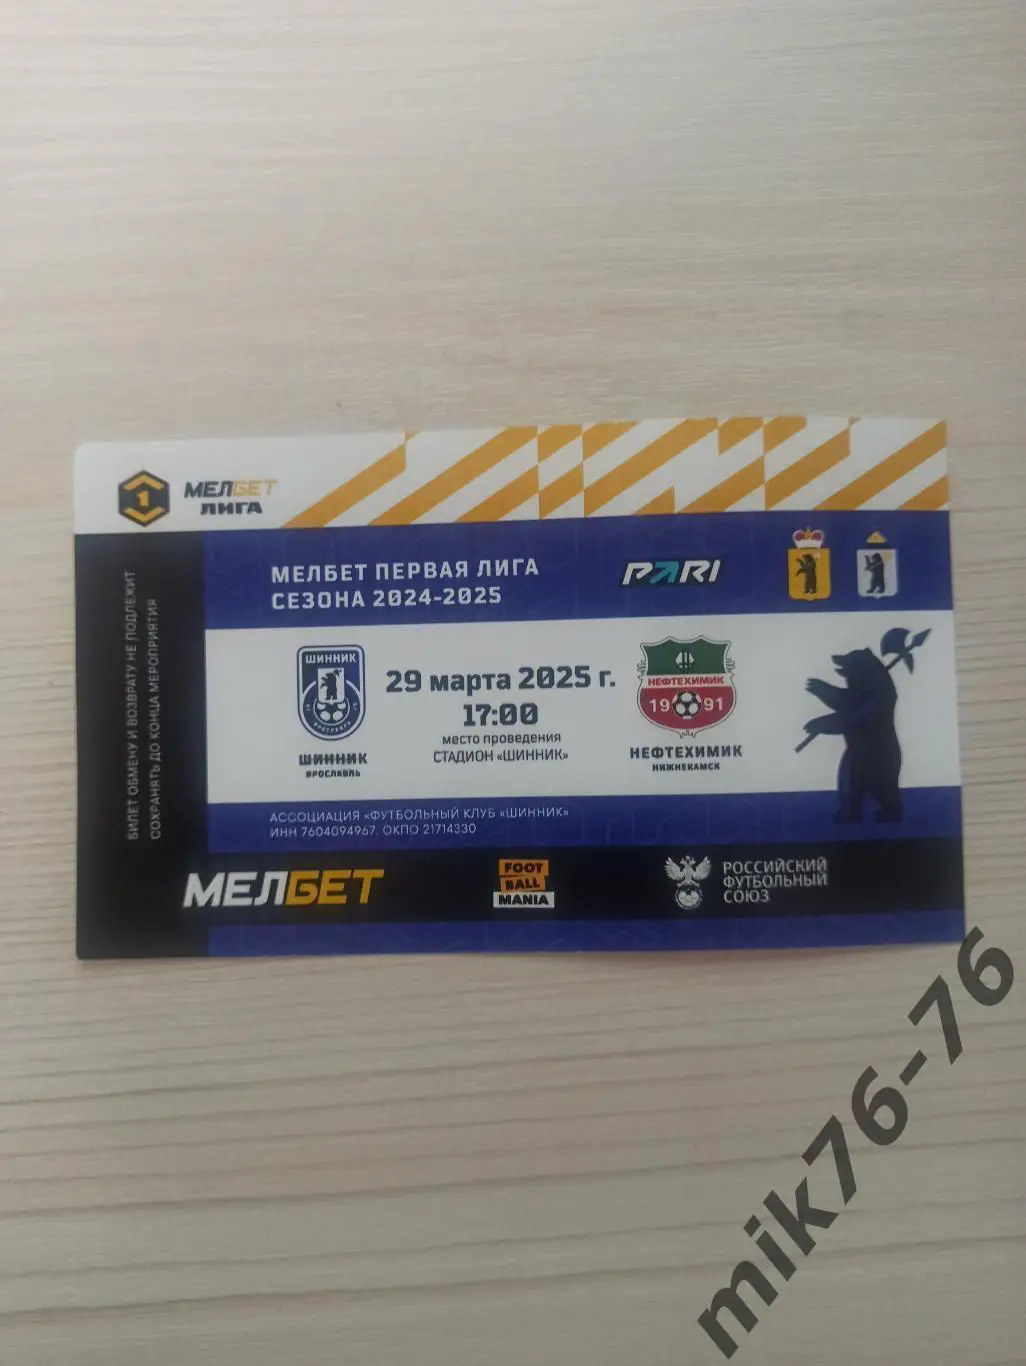 1
МЕЛБЕТ
ЛИГА
МЕЛБЕТ ПЕРВАЯ ЛИГА
СЕЗОНА 2024-2025
PARI
БИЛЕТ ОБМЕНУ И ВОЗВРАТУ НЕ ПОДЛЕЖИТ
СОХРАНЯТЬ ДО КОНЦА МЕРОПРИЯТИЯ
ШИННИК
ЯРОСЛАВЛЬ
ШИННИК
ЯРОСЛАВЛЬ
29 марта 2025 г.
17:00
место проведения
СТАДИОН «ШИННИК»
НЕФТЕХИМИК
19 91
НЕФТЕХИМИК
НИЖНЕКАМСК
АССОЦИАЦИЯ «ФУТБОЛЬНЫЙ КЛУБ «ШИННИК»
ИНН 7604094967. ОКПО 21714330
МЕЛБЕТ
FOOT
BALL
MANIA
РОССИЙСКИЙ
ФУТБОЛЬНЫЙ
СОЮЗ
mik76-76